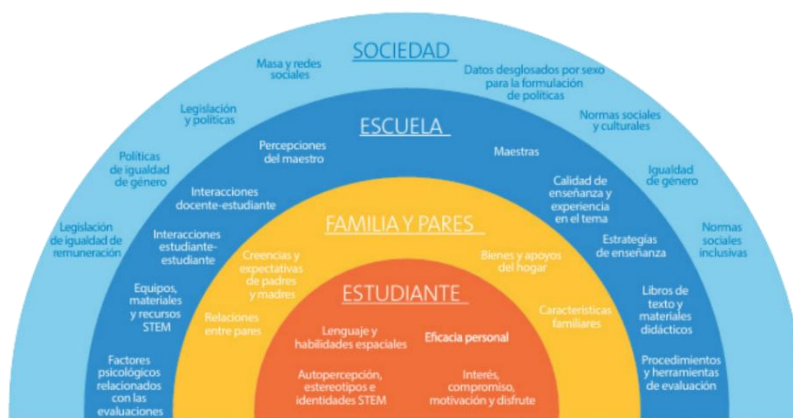 SOCIEDAD
Masa y redes
sociales
Datos desglosados por sexo
para la formulación
de políticas
Legislación
y políticas
Normas sociales
y culturales
Políticas
de igualdad
de género
Igualdad
de género
Legislación
de igualdad de
remuneración
Normas
sociales
inclusivas
ESCUELA
Percepciones
del maestro
Maestras
Interacciones
docente-estudiante
Calidad de
enseñanza y
experiencia
en el tema
Interacciones
estudiante-
estudiante
Estrategias
de enseñanza
Equipos,
materiales
y recursos
STEM
Libros de
texto y
materiales
didácticos
Factores
psicológicos
relacionados
con las
evaluaciones
Procedimientos
y herramientas
de evaluación
FAMILIA Y PARES
Creencias y
expectativas
de padres
y madres
Bienes y apoyos
del hogar
Relaciones
entre pares
Características
familiares
ESTUDIANTE
Lenguaje y
habilidades espaciales
Eficacia personal
Autopercepción,
estereotipos e
identidades STEM
Interés,
compromiso,
motivación y disfrute